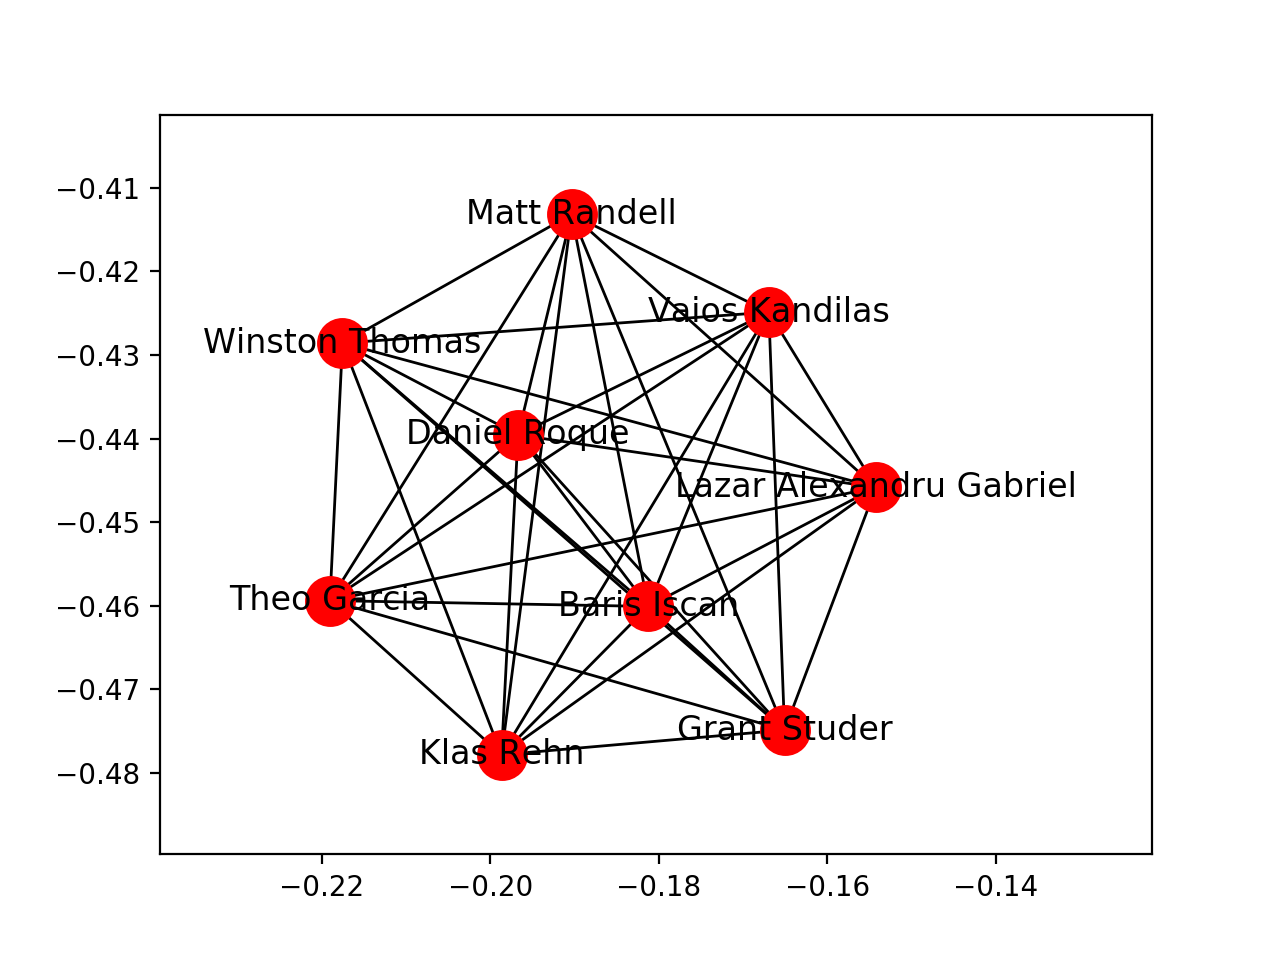 −0.41
Matt Randell
−0.42
Vaios Kandilas
−0.43
Winston Thomas
−0.44
Daniel Roque
−0.45
Lazar Alexandru Gabriel
−0.46
Theo Garcia
Baris Iscan
−0.47
Grant Studer
Klas Rehn
−0.48
−0.22 −0.20 −0.18 −0.16 −0.14